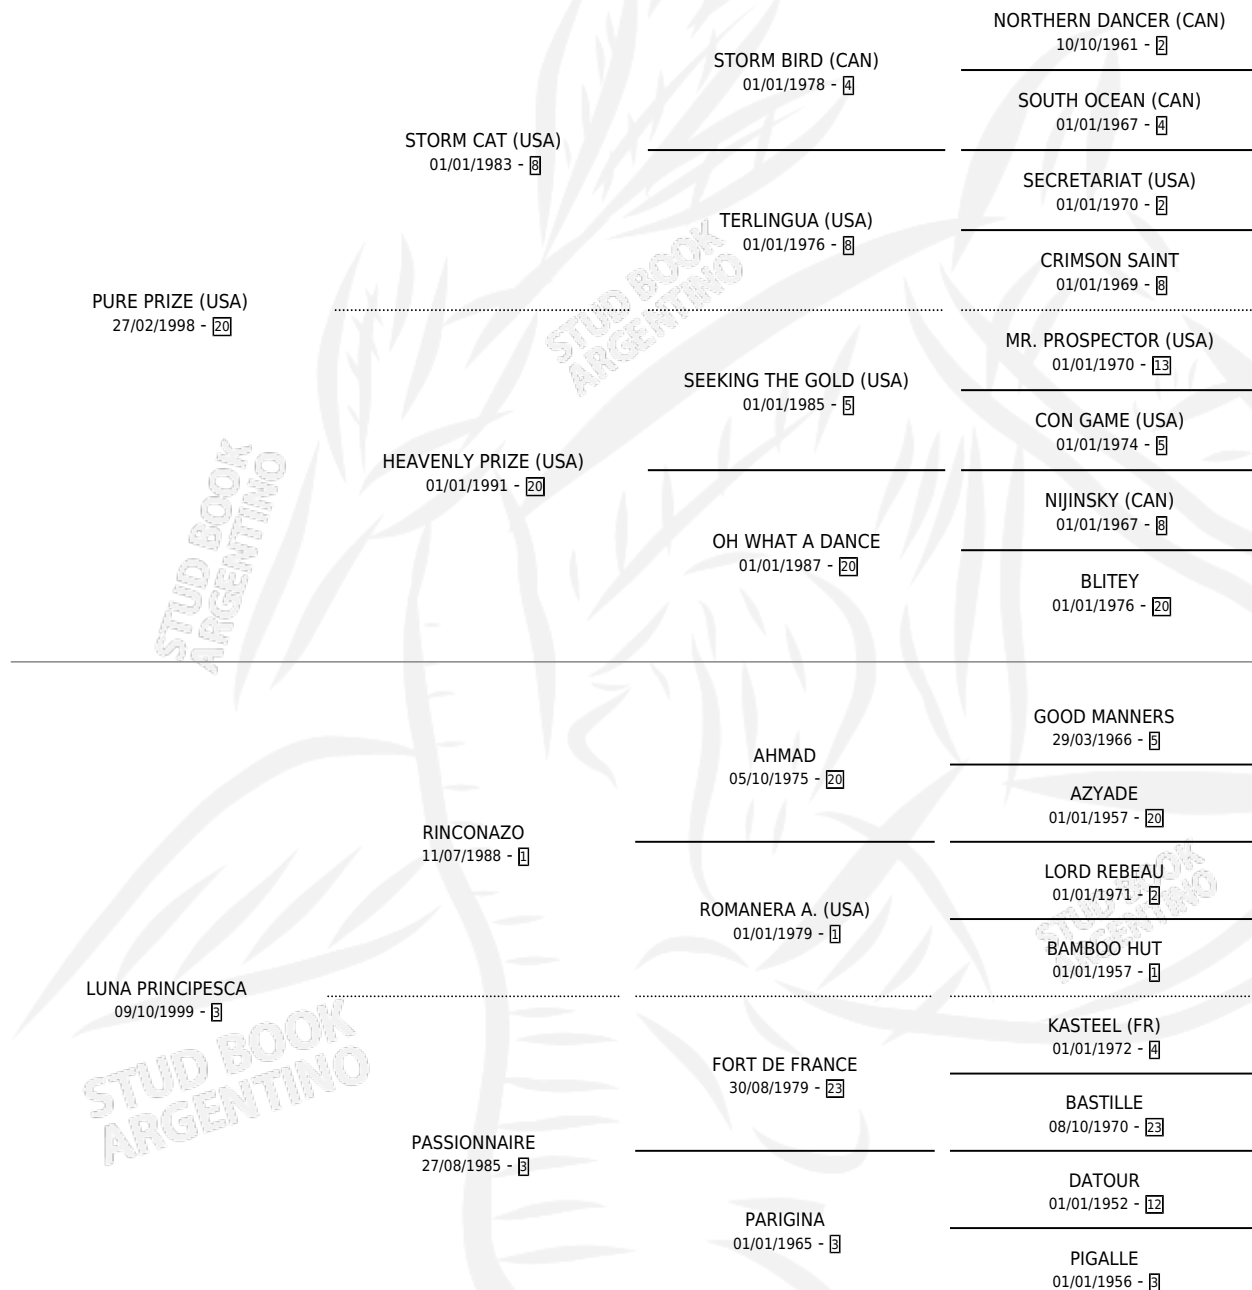 NORTHERN DANCER (CAN)
10/10/1961 - 2
STORM BIRD (CAN)
01/01/1978 - 4
SOUTH OCEAN (CAN)
01/01/1967 - 4
STORM CAT (USA)
01/01/1983 - 8
SECRETARIAT (USA)
01/01/1970 - 2
TERLINGUA (USA)
01/01/1976 - 8
CRIMSON SAINT
01/01/1969 - 8
PURE PRIZE (USA)
27/02/1998 - 20
MR. PROSPECTOR (USA)
01/01/1970 - 13
SEEKING THE GOLD (USA)
01/01/1985 - 5
CON GAME (USA)
01/01/1974 - 5
HEAVENLY PRIZE (USA)
01/01/1991 - 20
NIJINSKY (CAN)
01/01/1967 - 8
OH WHAT A DANCE
01/01/1987 - 20
BLITEY
01/01/1976 - 20
GOOD MANNERS
29/03/1966 - 5
AHMAD
05/10/1975 - 20
AZYADE
01/01/1957 - 20
RINCONAZO
11/07/1988 - 1
LORD REBEAU
01/01/1971 - 2
ROMANERA A. (USA)
01/01/1979 - 1
BAMBOO HUT
01/01/1957 - 1
LUNA PRINCIPESCA
09/10/1999 - 3
KASTEEL (FR)
01/01/1972 - 4
FORT DE FRANCE
30/08/1979 - 23
BASTILLE
08/10/1970 - 23
PASSIONNAIRE
27/08/1985 - 3
DATOUR
01/01/1952 - 12
PARIGINA
01/01/1965 - 3
PIGALLE
01/01/1956 - 3
STUD BOOK
ARGENTINO
STUD BOOK
ARGENTINO
STUD BOOK
ARGENTINO
STUD BOOK
ARGENTINO